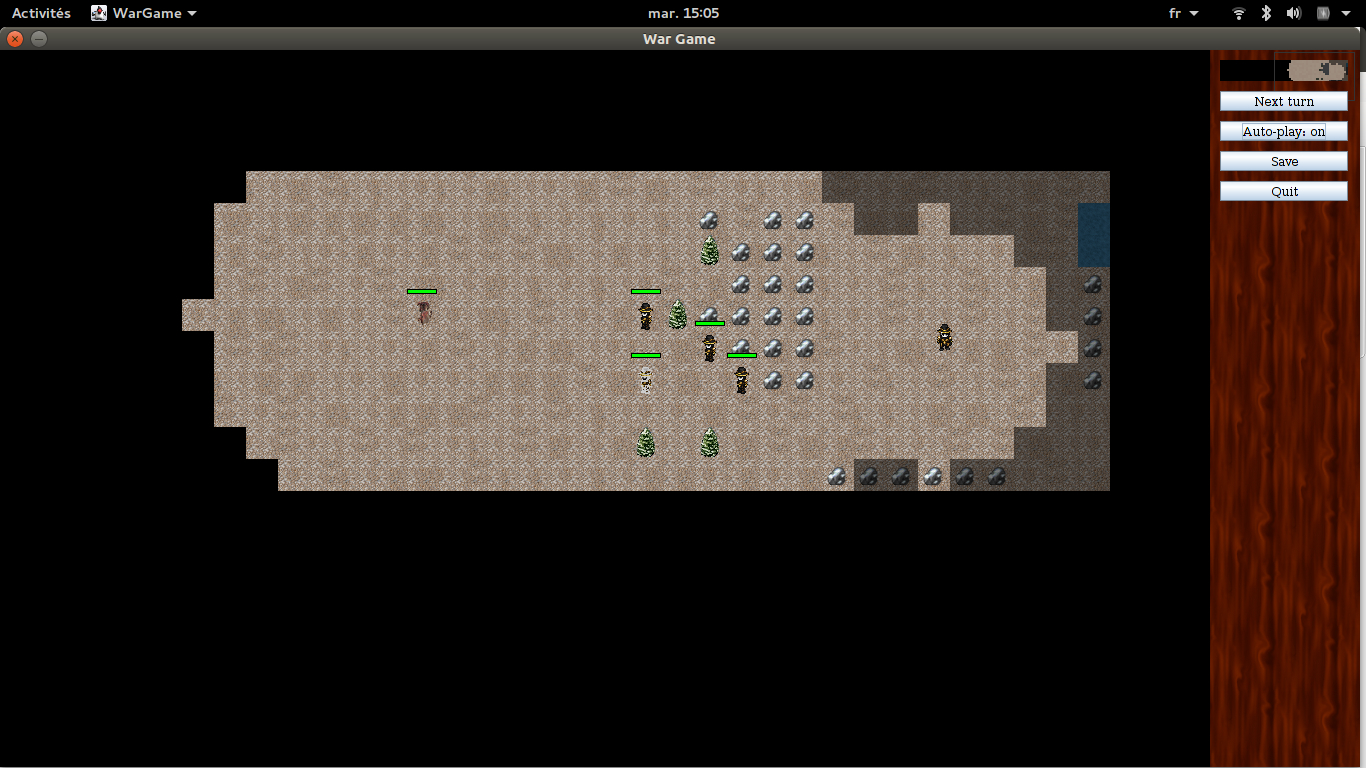 Activités WarGame mar. 15:05 fr
War Game
Next turn
Auto-play: on
Save
Quit